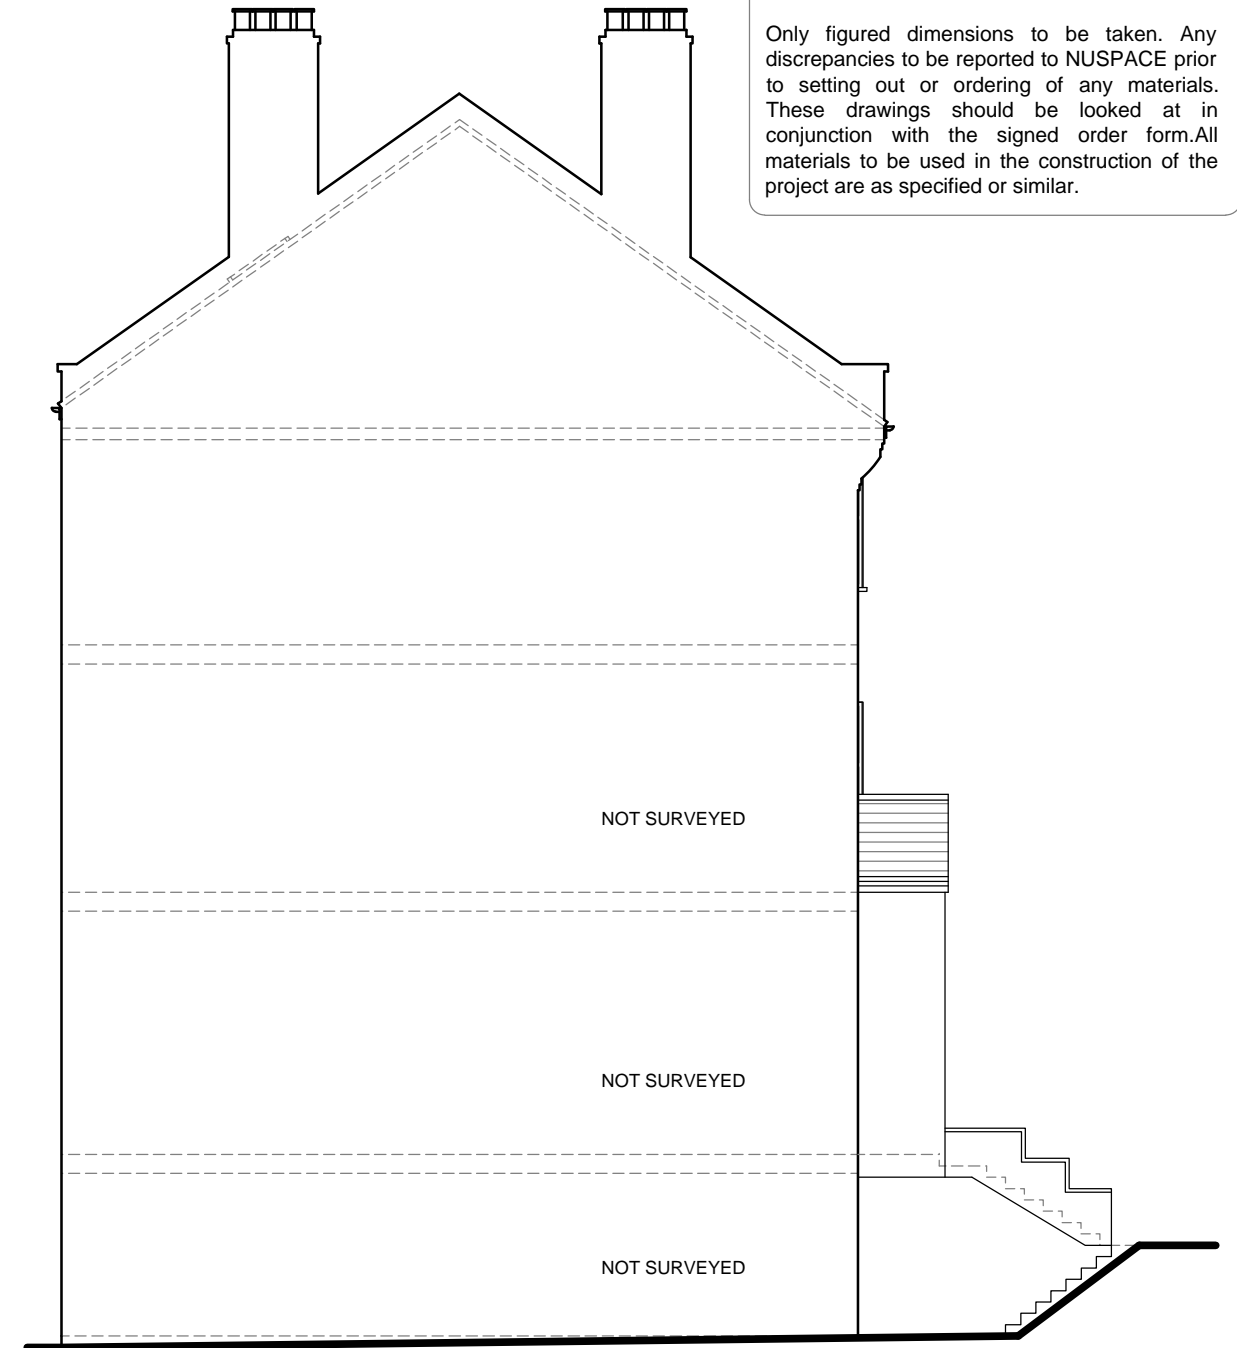 Only figured dimensions to be taken. Any
discrepancies to be reported to NUSPACE prior
to setting out or ordering of any materials.
These drawings should be looked at in
conjunction with the signed order form.All
materials to be used in the construction of the
project are as specified or similar.
NOT SURVEYED
NOT SURVEYED
NOT SURVEYED